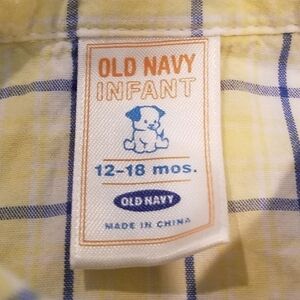 OLD NAVY
INFANT
12-18 mos.
OLD NAVY
MADE IN CHINA